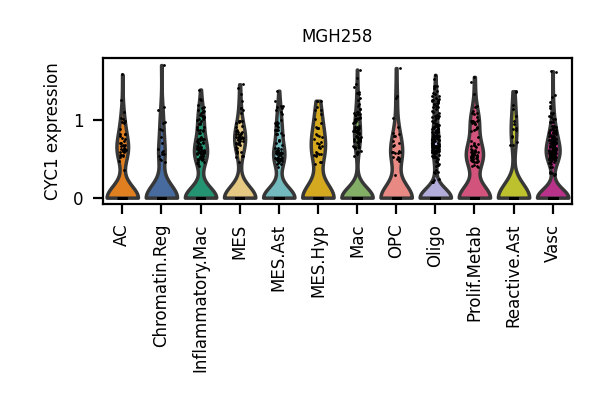 MGH258
CYC1 expression
1
0
AC
Chromatin.Reg
Inflammatory.Mac
MES
MES.Ast
MES.Hyp
Mac
OPC
Oligo
Prolif.Metab
Reactive.Ast
Vasc